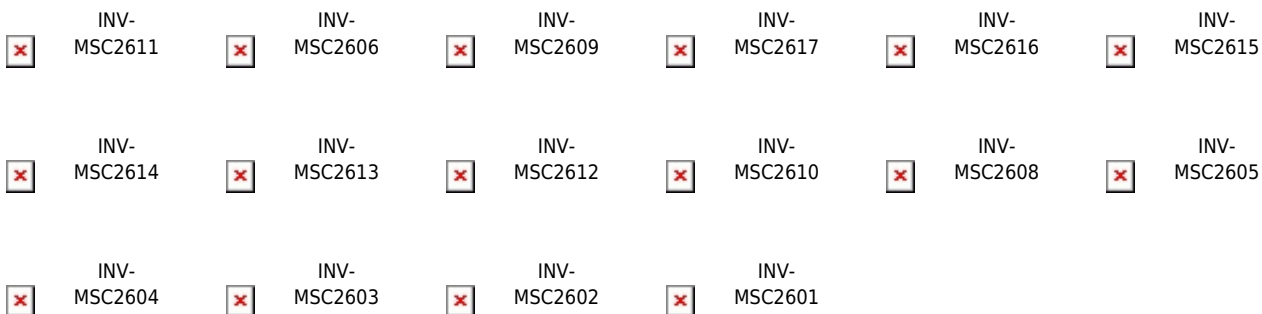 INV-
MSC2611
INV-
MSC2606
INV-
MSC2609
INV-
MSC2617
INV-
MSC2616
INV-
MSC2615
INV-
MSC2614
INV-
MSC2613
INV-
MSC2612
INV-
MSC2610
INV-
MSC2608
INV-
MSC2605
INV-
MSC2604
INV-
MSC2603
INV-
MSC2602
INV-
MSC2601